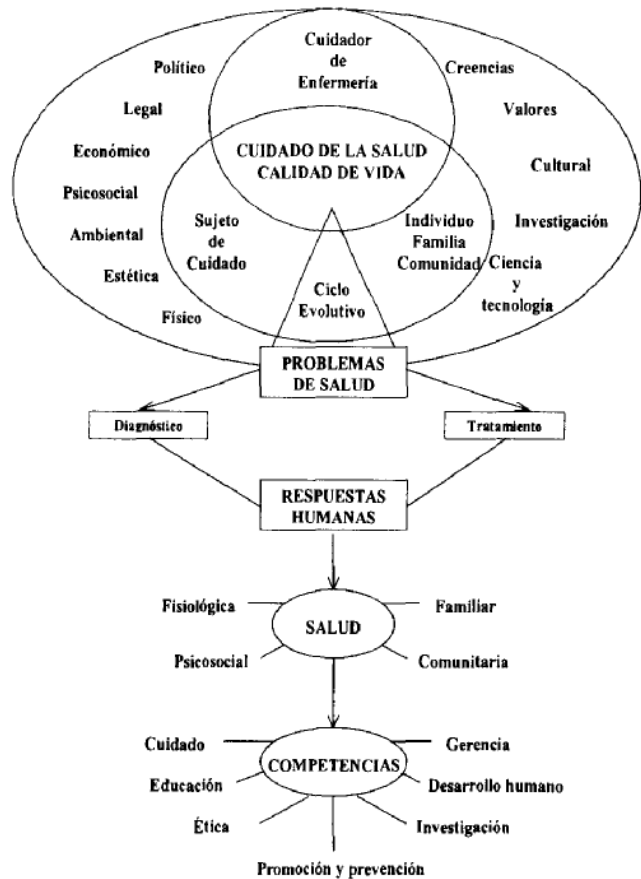 Cuidador
de
Enfermería
Político
Creencias
Legal
Valores
Económico
CUIDADO DE LA SALUD
CALIDAD DE VIDA
Cultural
Psicosocial
Sujeto
de
Cuidado
Individuo
Familia
Comunidad
Investigación
Ambiental
Estética
Ciencia
y
tecnología
Ciclo
Evolutivo
Físico
PROBLEMAS
DE SALUD
Diagnóstico
Tratamiento
RESPUESTAS
HUMANAS
Fisiológica
Familiar
SALUD
Psicosocial
Comunitaria
Cuidado
Gerencia
COMPETENCIAS
Educación
Desarrollo humano
Ética
Investigación
Promoción y prevención